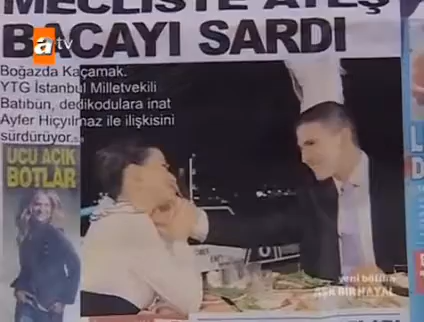 MECLİSTE ATEŞ
BACAYI SARDI
atv
Boğazda Kaçamak.
YTG İstanbul Milletvekili
Batıbün, dedikodulara inat
Ayfer Hiçyılmaz ile ilişkisini
sürdürüyor...
UCU AÇIK
BOTLAR
yeni bölüm
AŞK BİR HAYAL